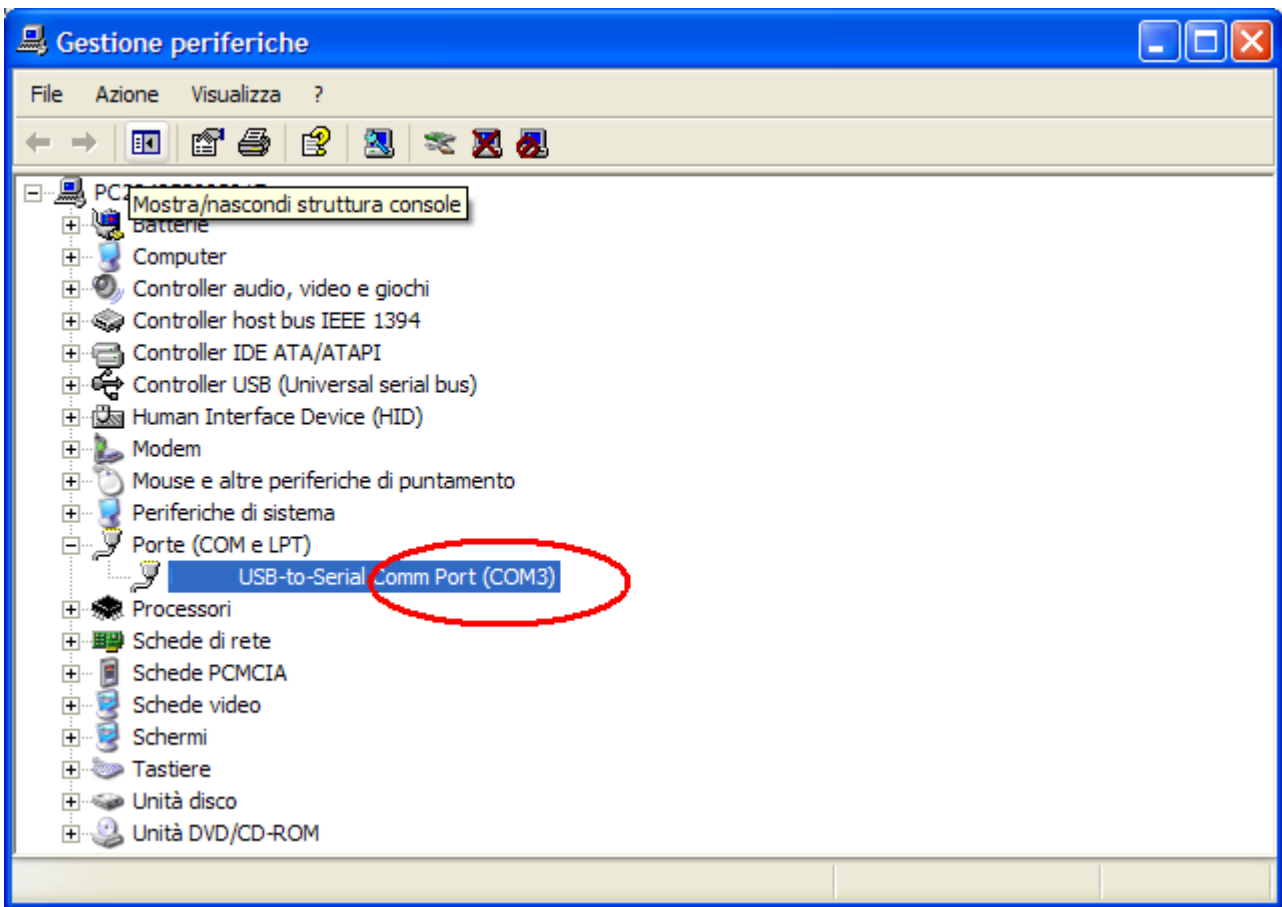 Gestione periferiche
File Azione Visualizza ?
Mostra/nascondi struttura console
Batterie
Computer
Controller audio, video e giochi
Controller host bus IEEE 1394
Controller IDE ATA/ATAPI
Controller USB (Universal serial bus)
Human Interface Device (HID)
Modem
Mouse e altre periferiche di puntamento
Periferiche di sistema
Porte (COM e LPT)
USB-to-Serial Comm Port (COM3)
Processori
Schede di rete
Schede PCMCIA
Schede video
Schermi
Tastiere
Unità disco
Unità DVD/CD-ROM